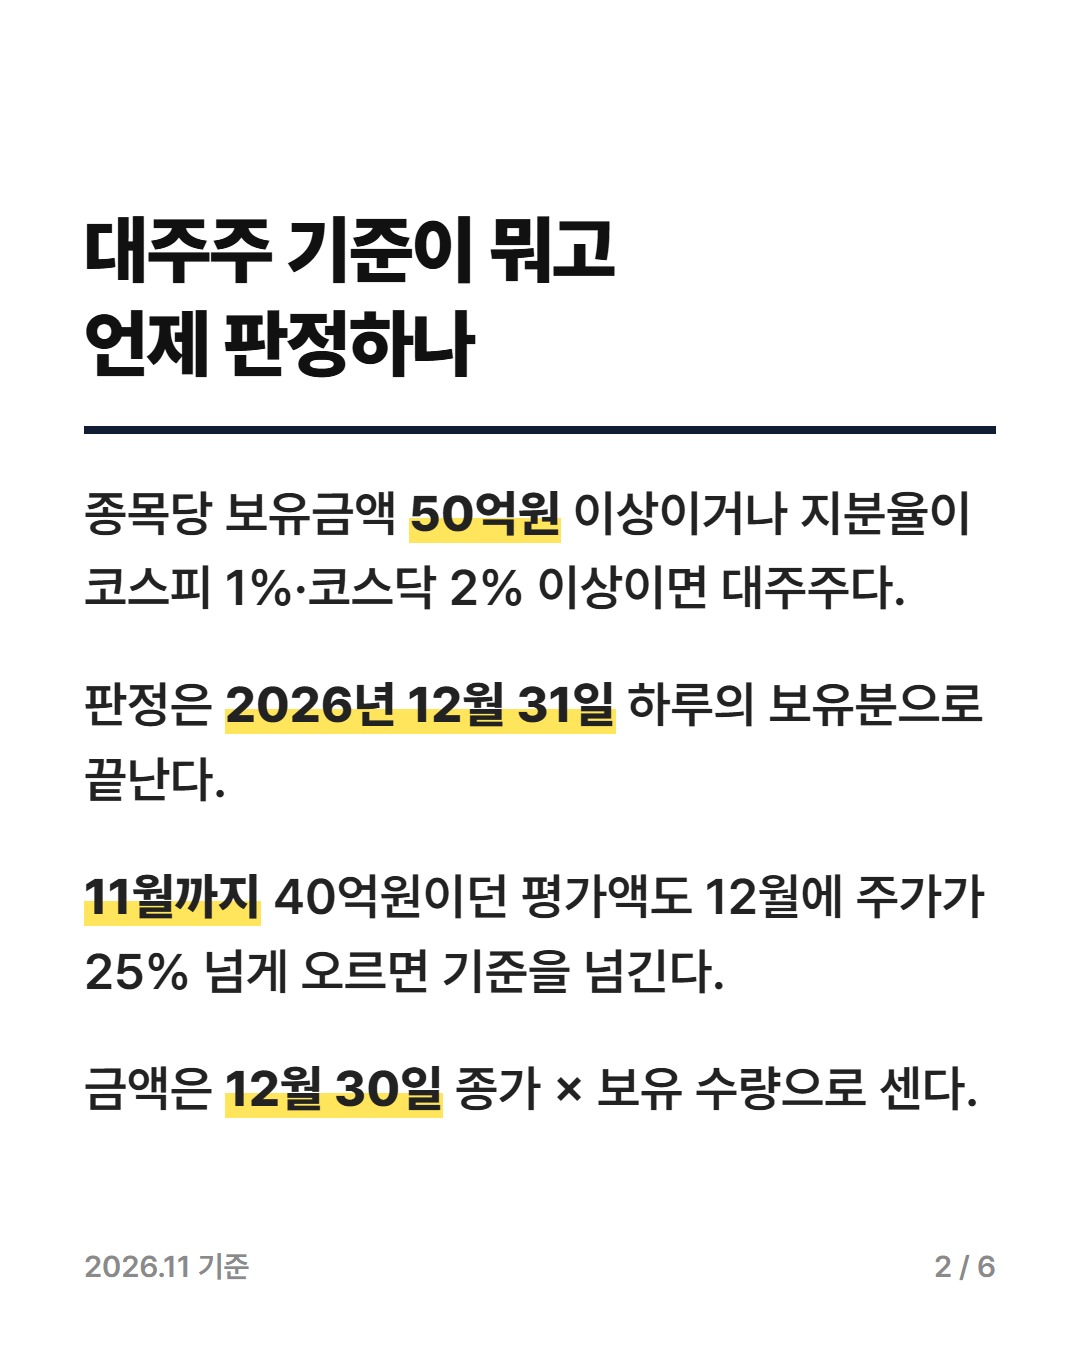 대주주 기준이 뭐고
언제 판정하나
종목당 보유금액 50억원 이상이거나 지분율이
코스피 1%·코스닥 2% 이상이면 대주주다.
판정은 2026년 12월 31일 하루의 보유분으로
끝난다.
11월까지 40억원이던 평가액도 12월에 주가가
25% 넘게 오르면 기준을 넘긴다.
금액은 12월 30일 종가 × 보유 수량으로 센다.
2026.11 기준
2 / 6